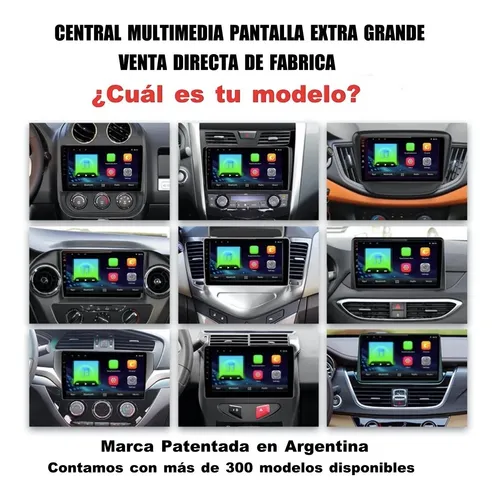 CENTRAL MULTIMEDIA PANTALLA EXTRA GRANDE
VENTA DIRECTA DE FABRICA
¿Cuál es tu modelo?
Marca Patentada en Argentina
Contamos con más de 300 modelos disponibles